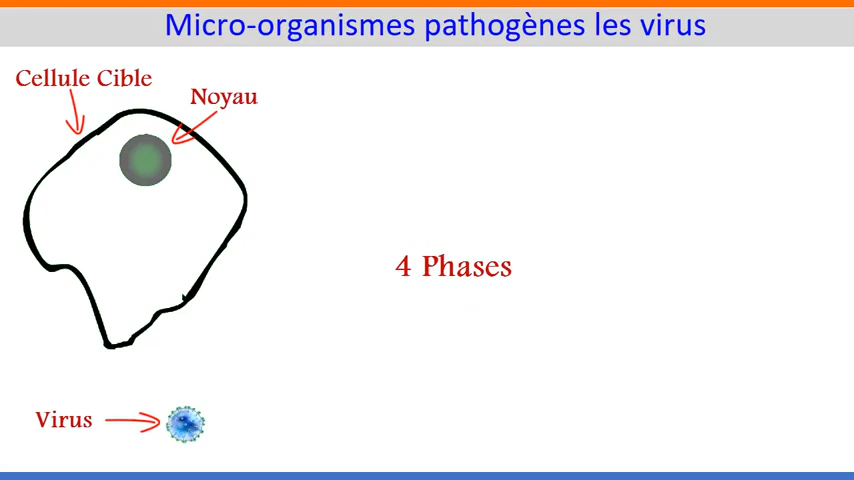 Micro-organismes pathogènes les virus
Cellule Cible
Noyau
4 Phases
Virus